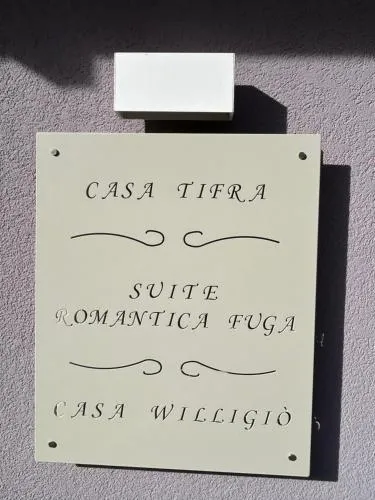 CASA TIFRA
SUITE
ROMANTICA FUGA
CASA WILLIGIÒ